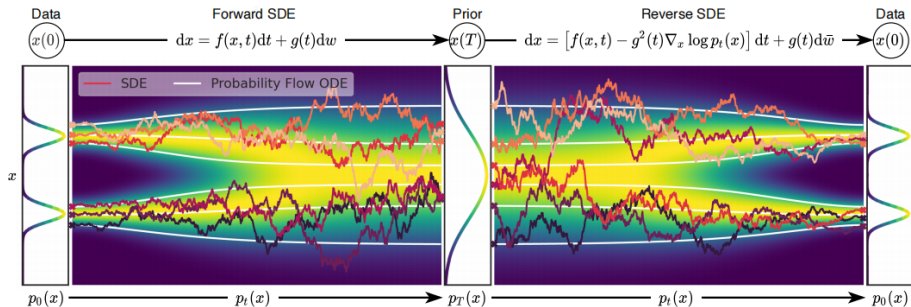 Data Forward SDE Prior Reverse SDE Data
x(0) dx = f(x, t)dt + g(t)dw x(T) dx = [f(x, t) − g²(t)∇ₓ log pₜ(x)] dt + g(t)dw̄ x(0)
SDE Probability Flow ODE
x
p₀(x) pₜ(x) p_T(x) pₜ(x) p₀(x)